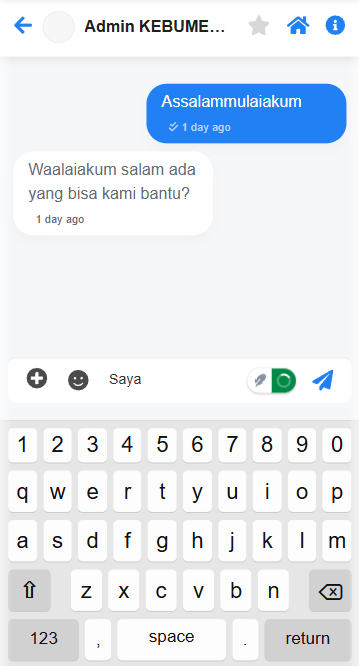 Admin KEBUME...
Assalammulaiakum
1 day ago
Waalaiakum salam ada
yang bisa kami bantu?
1 day ago
Saya
1 2 3 4 5 6 7 8 9 0
q w e r t y u i o p
a s d f g h j k l m
z x c v b n
123 , space . return